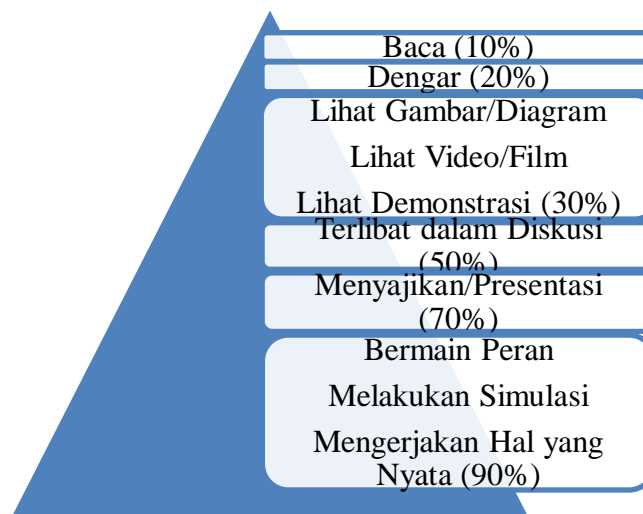 Baca (10%)
Dengar (20%)
Lihat Gambar/Diagram
Lihat Video/Film
Lihat Demonstrasi (30%)
Terlibat dalam Diskusi
(50%)
Menyajikan/Presentasi
(70%)
Bermain Peran
Melakukan Simulasi
Mengerjakan Hal yang
Nyata (90%)